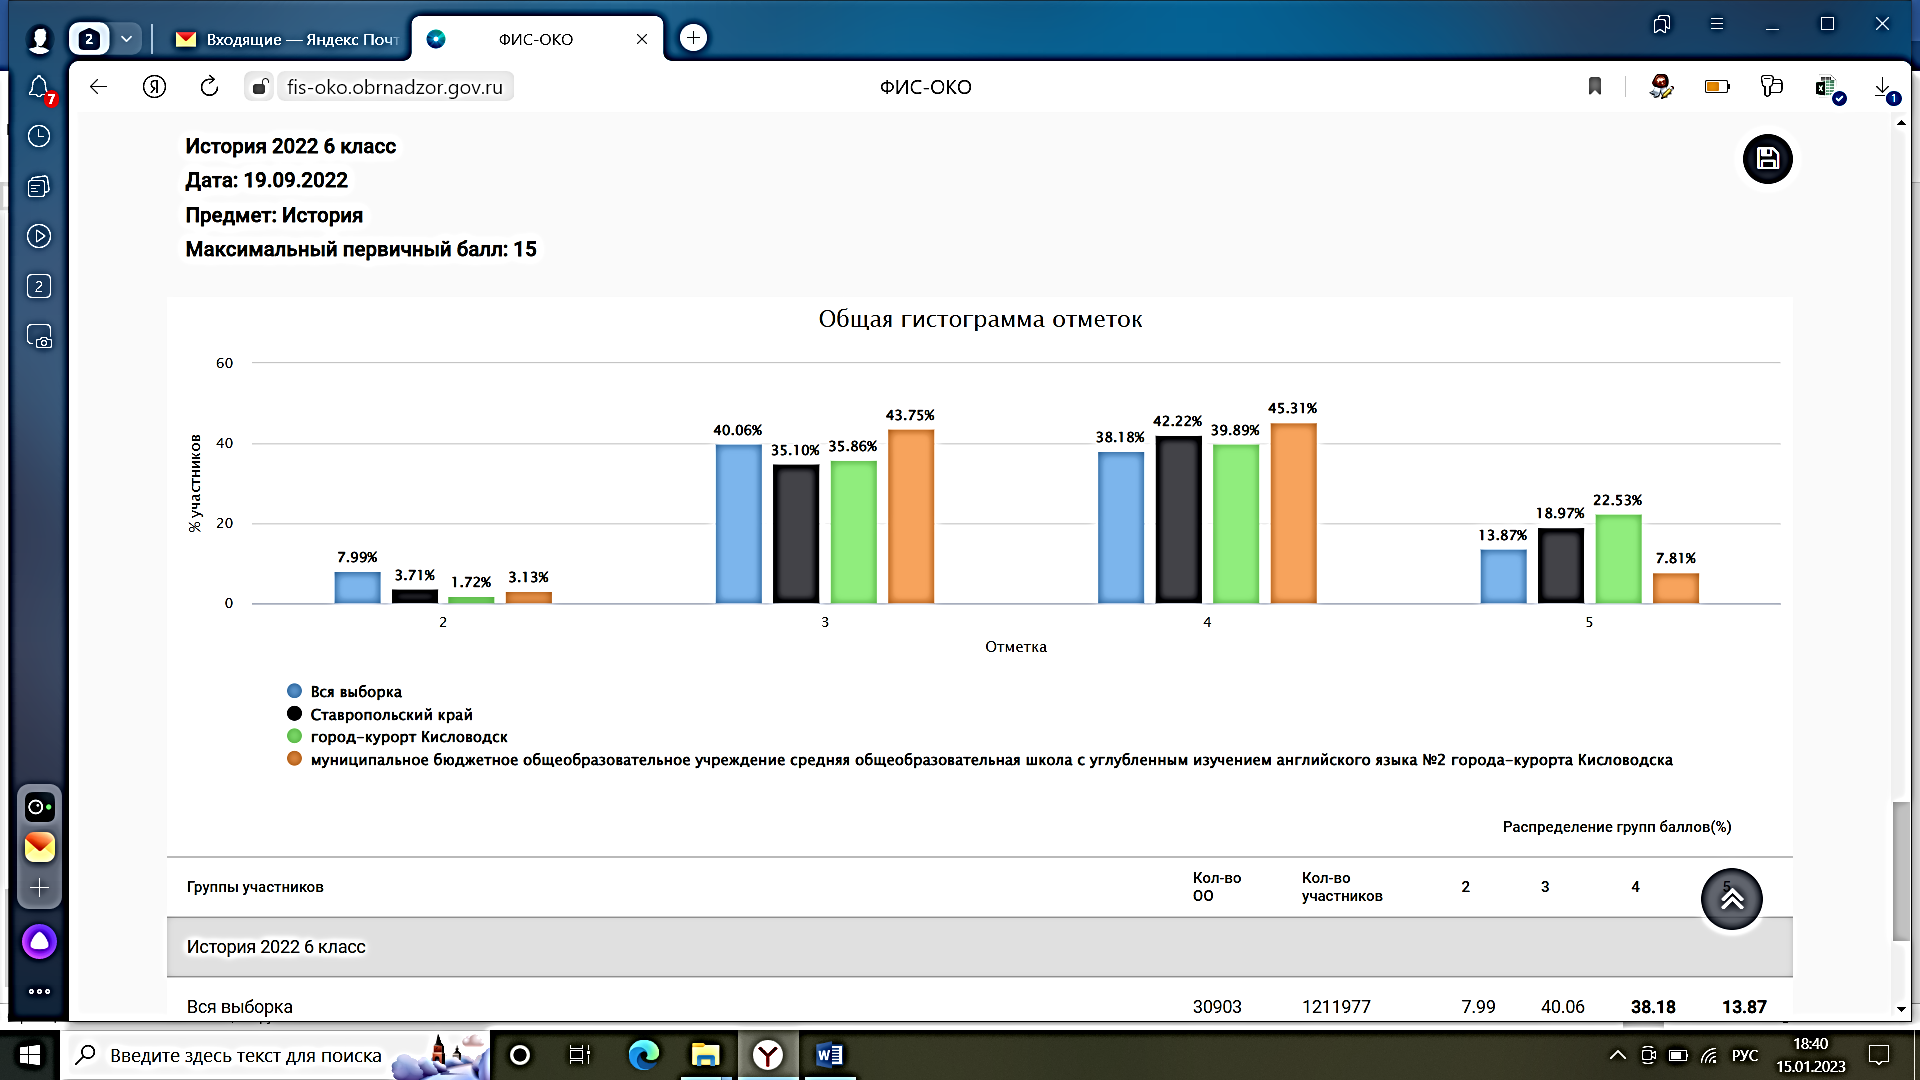 2
Входящие — Яндекс Почт
ФИС-ОКО
7
fis-oko.obrnadzor.gov.ru
ФИС-ОКО
1
2
История 2022 6 класс
Дата: 19.09.2022
Предмет: История
Максимальный первичный балл: 15
Общая гистограмма отметок
% участников
60
40
20
0
7.99%
3.71%
1.72%
3.13%
40.06%
35.10%
35.86%
43.75%
38.18%
42.22%
39.89%
45.31%
13.87%
18.97%
22.53%
7.81%
2
3
4
5
Отметка
Вся выборка
Ставропольский край
город-курорт Кисловодск
муниципальное бюджетное общеобразовательное учреждение средняя общеобразовательная школа с углубленным изучением английского языка №2 города-курорта Кисловодска
Распределение групп баллов(%)
Группы участников
Кол-во
ОО
Кол-во
участников
2
3
4
5
История 2022 6 класс
Вся выборка 30903 1211977 7.99 40.06 38.18 13.87
Введите здесь текст для поиска
РУС
18:40
15.01.2023